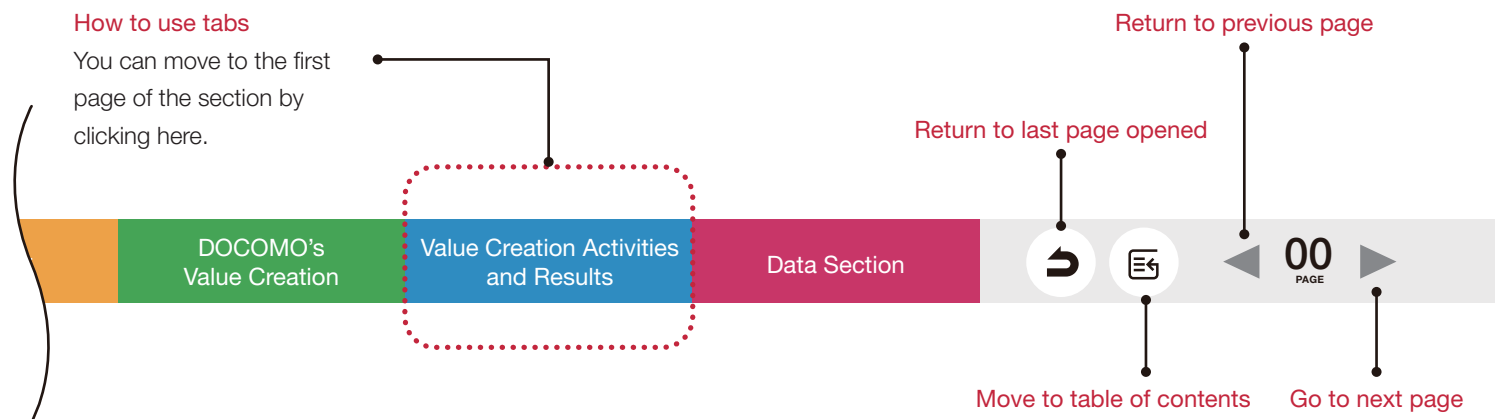 How to use tabs
You can move to the first
page of the section by
clicking here.
Return to previous page
Return to last page opened
DOCOMO’s
Value Creation
Value Creation Activities
and Results
Data Section
00
PAGE
Move to table of contents
Go to next page